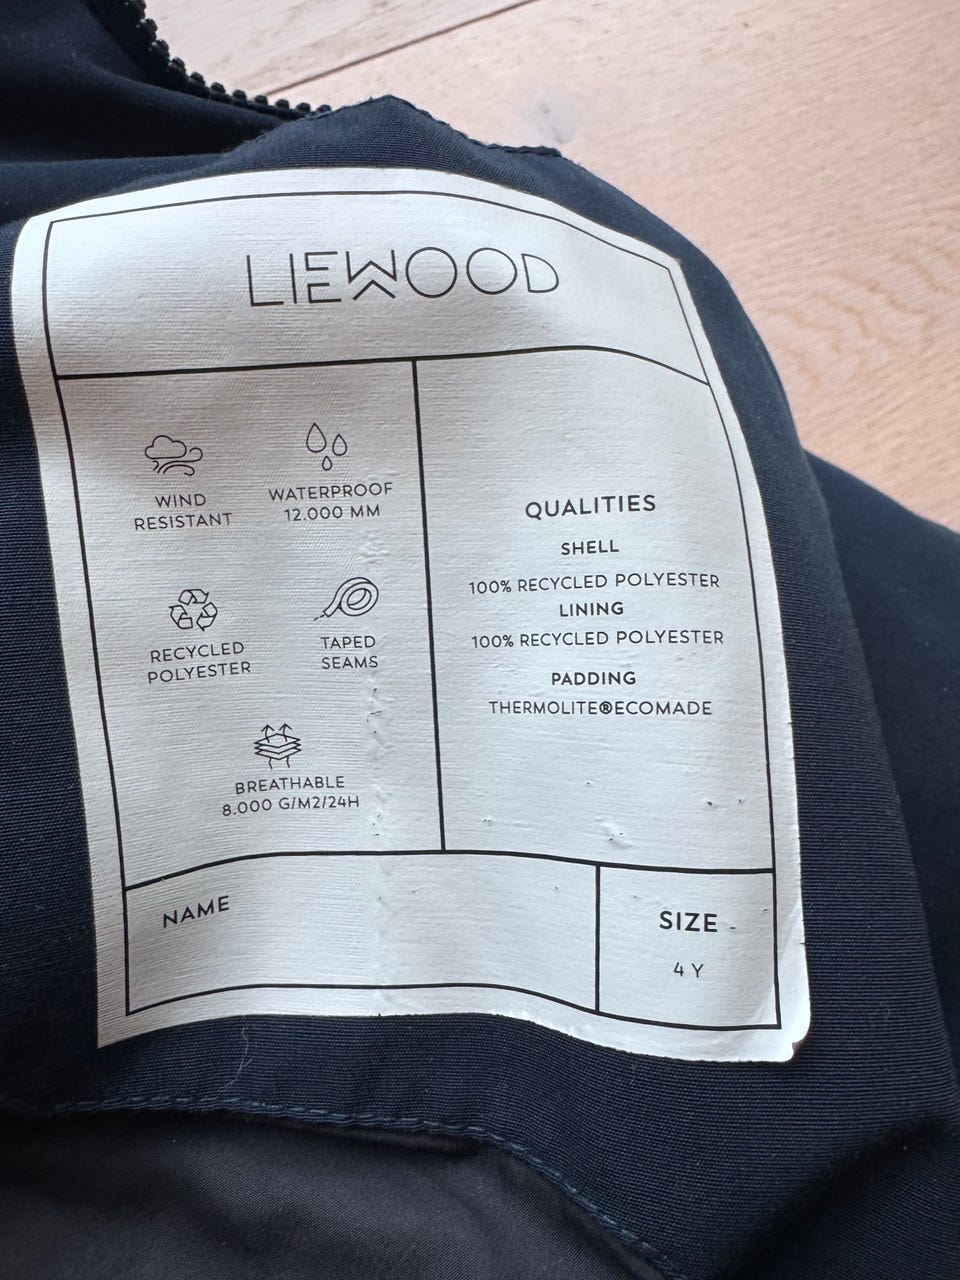 LIEWOOD
WIND
RESISTANT
WATERPROOF
12.000 MM
RECYCLED
POLYESTER
TAPED
SEAMS
BREATHABLE
8.000 G/M2/24H
QUALITIES
SHELL
100% RECYCLED POLYESTER
LINING
100% RECYCLED POLYESTER
PADDING
THERMOLITE®ECOMADE
NAME
SIZE
4 Y